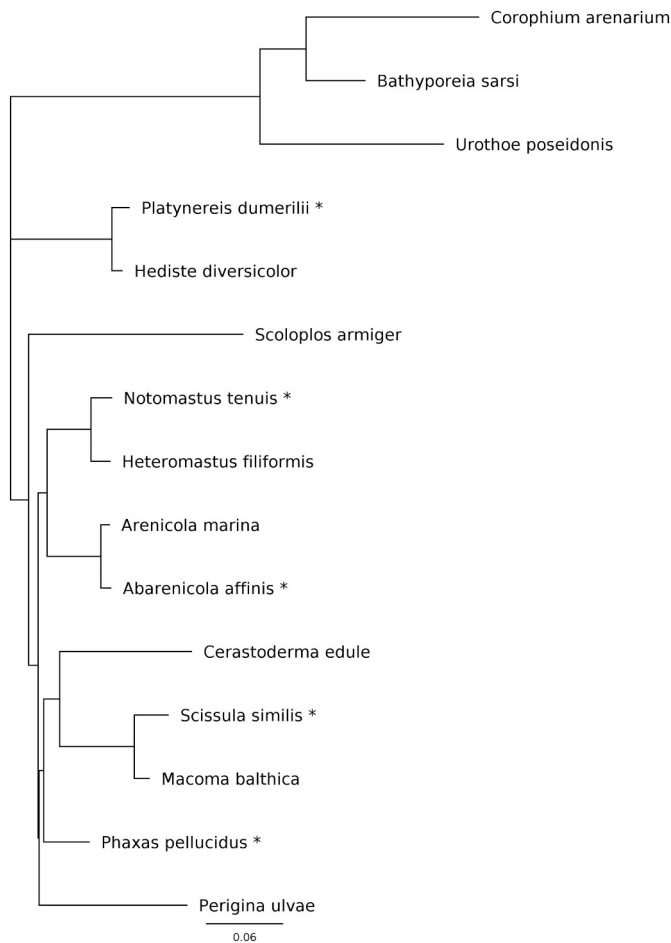 Corophium arenarium
Bathyporeia sarsi
Urothoe poseidonis
Platynereis dumerilii *
Hediste diversicolor
Scoloplos armiger
Notomastus tenuis *
Heteromastus filiformis
Arenicola marina
Abarenicola affinis *
Cerastoderma edule
Scissula similis *
Macoma balthica
Phaxas pellucidus *
Perigina ulvae
0.06